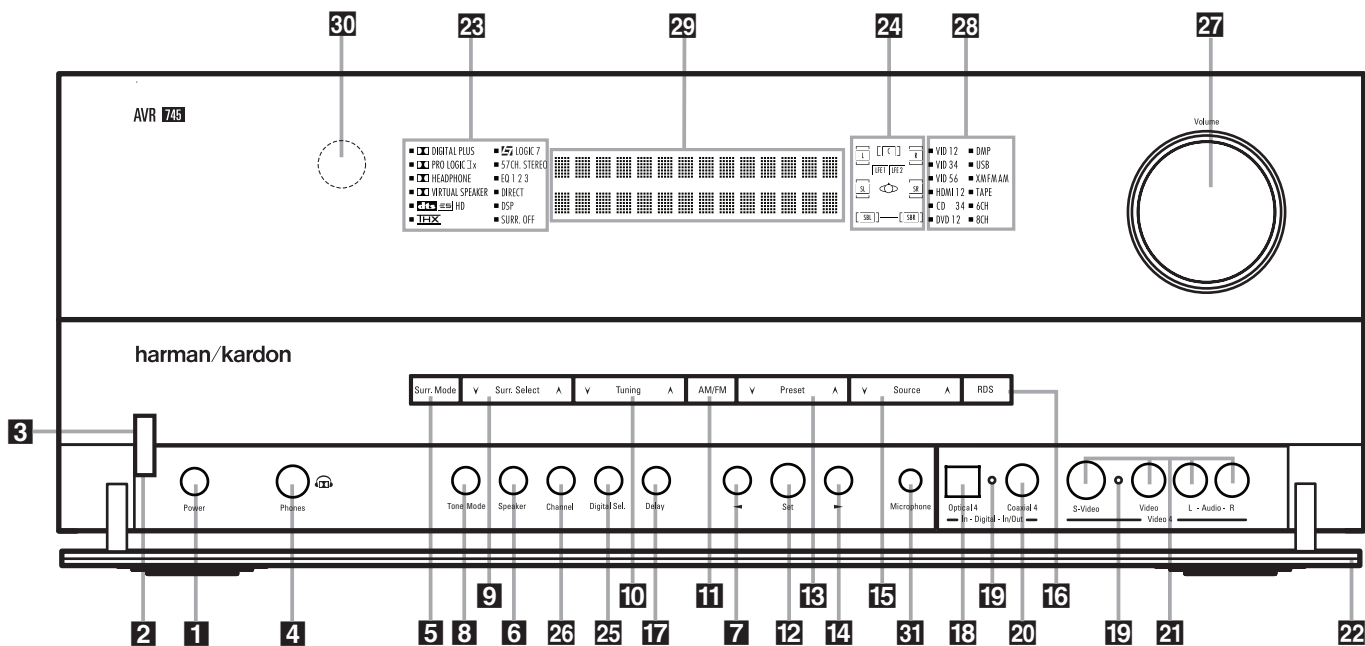 30 23 29 24 28 27
AVR 745
Volume
DIGITAL PLUS
PRO LOGIC IIx
HEADPHONE
VIRTUAL SPEAKER
dts ES HD
THX
LOGIC 7
57CH. STEREO
EQ 1 2 3
DIRECT
DSP
SURR. OFF
L C R
LFE1 LFE2
SL SR
SBL SBR
VID 12
VID 34
VID 56
HDMI 12
CD 34
DVD 12
DMP
USB
XMFMAM
TAPE
6CH
8CH
harman/kardon
Surr. Mode Surr. Select Tuning AM/FM Preset Source RDS
3
Power Phones Tone Mode Speaker Channel Digital Sel. Delay Set Microphone
Optical 4 Coaxial 4
In - Digital - In/Out
S-Video Video L - Audio - R
Video 4
9 10 11 13 15 16
2 1 4 5 8 6 26 25 17 7 12 14 31 18 19 20 19 21 22